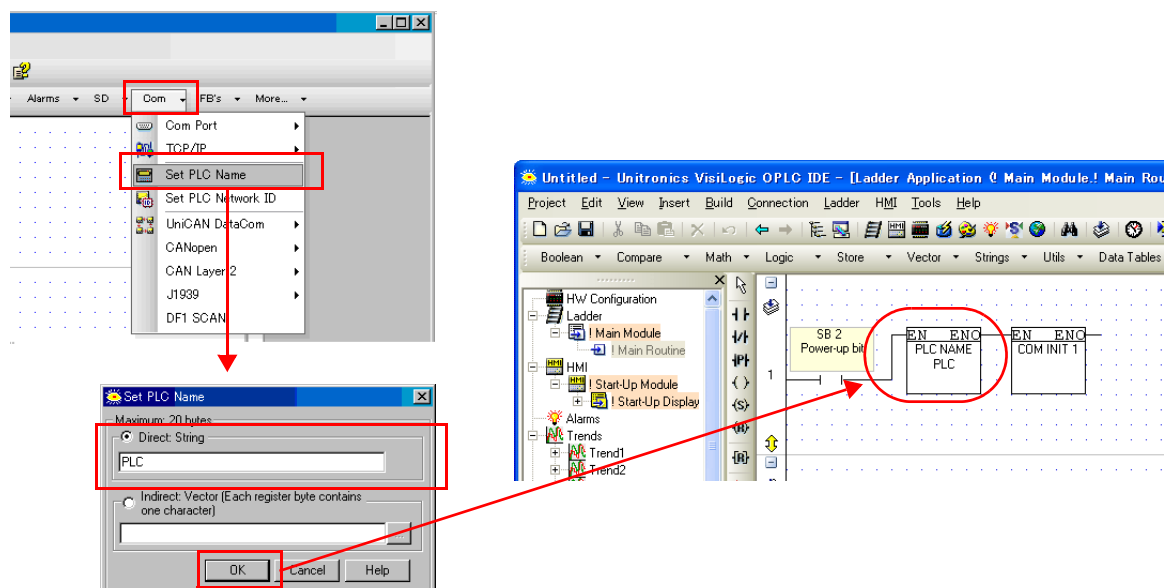 Alarms SD Com FB's More...
Com Port
TCP/IP
Set PLC Name
Set PLC Network ID
UniCAN DataCom
CANopen
CAN Layer 2
J1939
DF1 SCAN
Set PLC Name
Maximum: 20 bytes
Direct: String
PLC
Indirect: Vector (Each register byte contains
one character)
...
OK Cancel Help
Untitled - Unitronics VisiLogic OPLC IDE - [Ladder Application (! Main Module.! Main Rou
Project Edit View Insert Build Connection Ladder HMI Tools Help
Boolean Compare Math Logic Store Vector Strings Utils Data Tables
HW Configuration
Ladder
! Main Module
! Main Routine
HMI
! Start-Up Module
! Start-Up Display
Alarms
Trends
Trend1
Trend2
1
SB 2
Power-up bit
EN ENO
PLC NAME
PLC
EN ENO
COM INIT 1